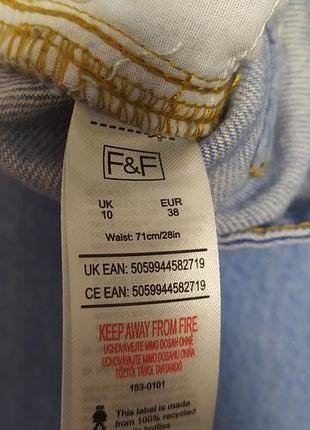 F&F
UK EUR
10 38
Waist: 71cm/28in
UK EAN: 5059944582719
CE EAN: 5059944582719
KEEP AWAY FROM FIRE
UCHOVÁVEJTE MIMO DOSAH OHNĚ
UCHOVÁVAJTE MIMO DOSAHU OHŇA
TŰZTŐL TÁVOL TARTANDÓ
153-0101
This label is made
from 100% recycled
bottles